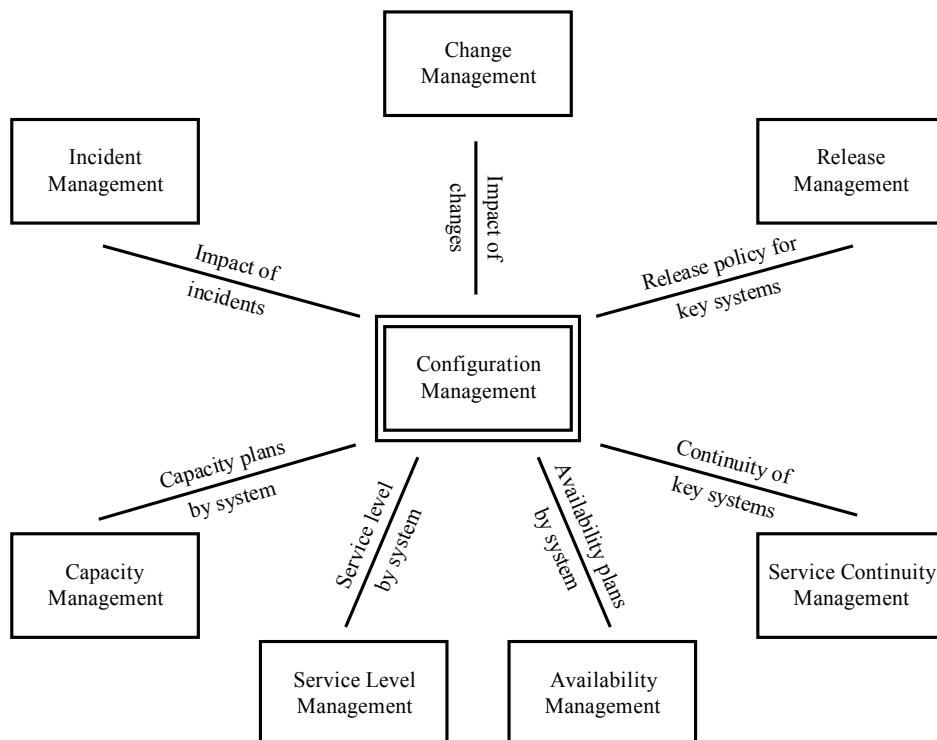 Change
Management
Incident
Management
Release
Management
Impact of
changes
Impact of
incidents
Release policy for
key systems
Configuration
Management
Capacity plans
by system
Service level
by system
Availability plans
by system
Continuity of
key systems
Capacity
Management
Service Continuity
Management
Service Level
Management
Availability
Management